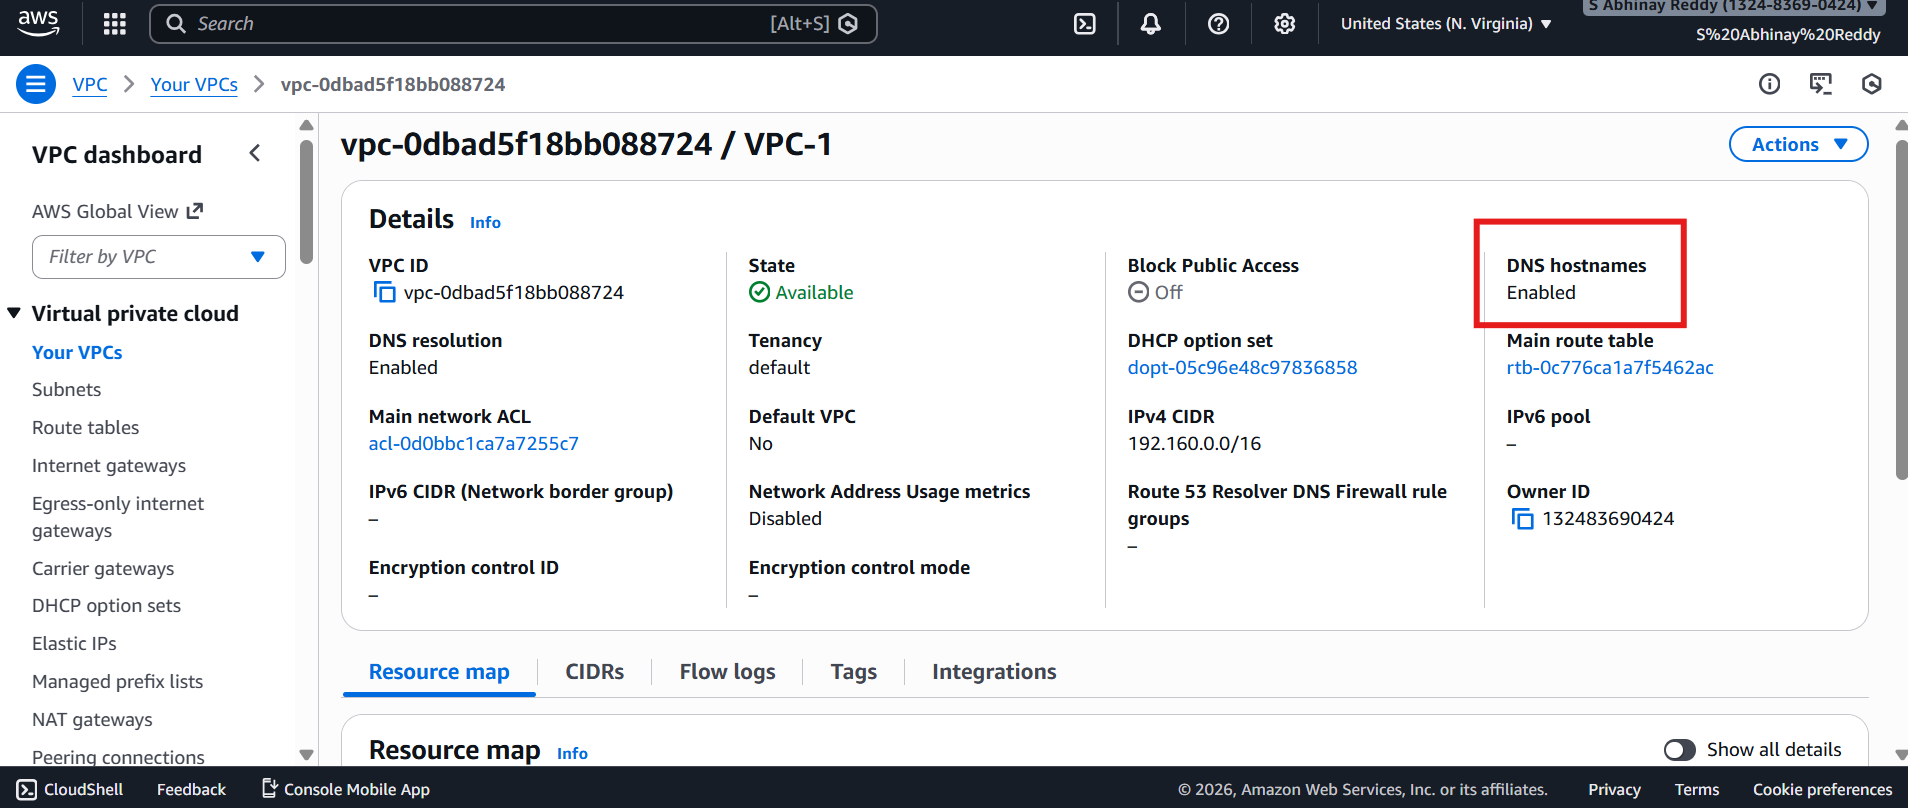 aws
Search
[Alt+S]
United States (N. Virginia)
S Abhinay Reddy (1324-8369-0424)
S%20Abhinay%20Reddy
VPC
Your VPCs
vpc-0dbad5f18bb088724
VPC dashboard
AWS Global View
Filter by VPC
Virtual private cloud
Your VPCs
Subnets
Route tables
Internet gateways
Egress-only internet
gateways
Carrier gateways
DHCP option sets
Elastic IPs
Managed prefix lists
NAT gateways
Peering connections
vpc-0dbad5f18bb088724 / VPC-1
Actions
Details Info
VPC ID
vpc-0dbad5f18bb088724
State
Available
Block Public Access
Off
DNS hostnames
Enabled
DNS resolution
Enabled
Tenancy
default
DHCP option set
dopt-05c96e48c97836858
Main route table
rtb-0c776ca1a7f5462ac
Main network ACL
acl-0d0bbc1ca7a7255c7
Default VPC
No
IPv4 CIDR
192.160.0.0/16
IPv6 pool
–
IPv6 CIDR (Network border group)
–
Network Address Usage metrics
Disabled
Route 53 Resolver DNS Firewall rule
groups
–
Owner ID
132483690424
Encryption control ID
–
Encryption control mode
–
Resource map
CIDRs
Flow logs
Tags
Integrations
Resource map Info
Show all details
CloudShell
Feedback
Console Mobile App
© 2026, Amazon Web Services, Inc. or its affiliates.
Privacy
Terms
Cookie preferences